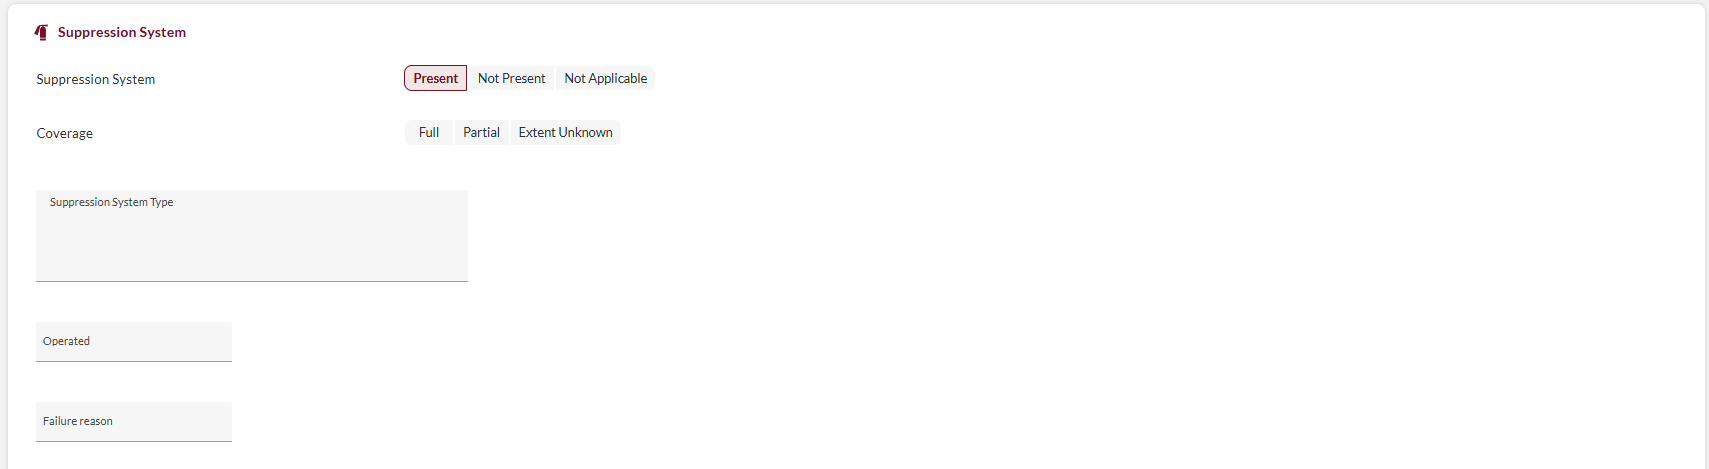 Suppression System
Suppression System Present Not Present Not Applicable
Coverage Full Partial Extent Unknown
Suppression System Type
Operated
Failure reason